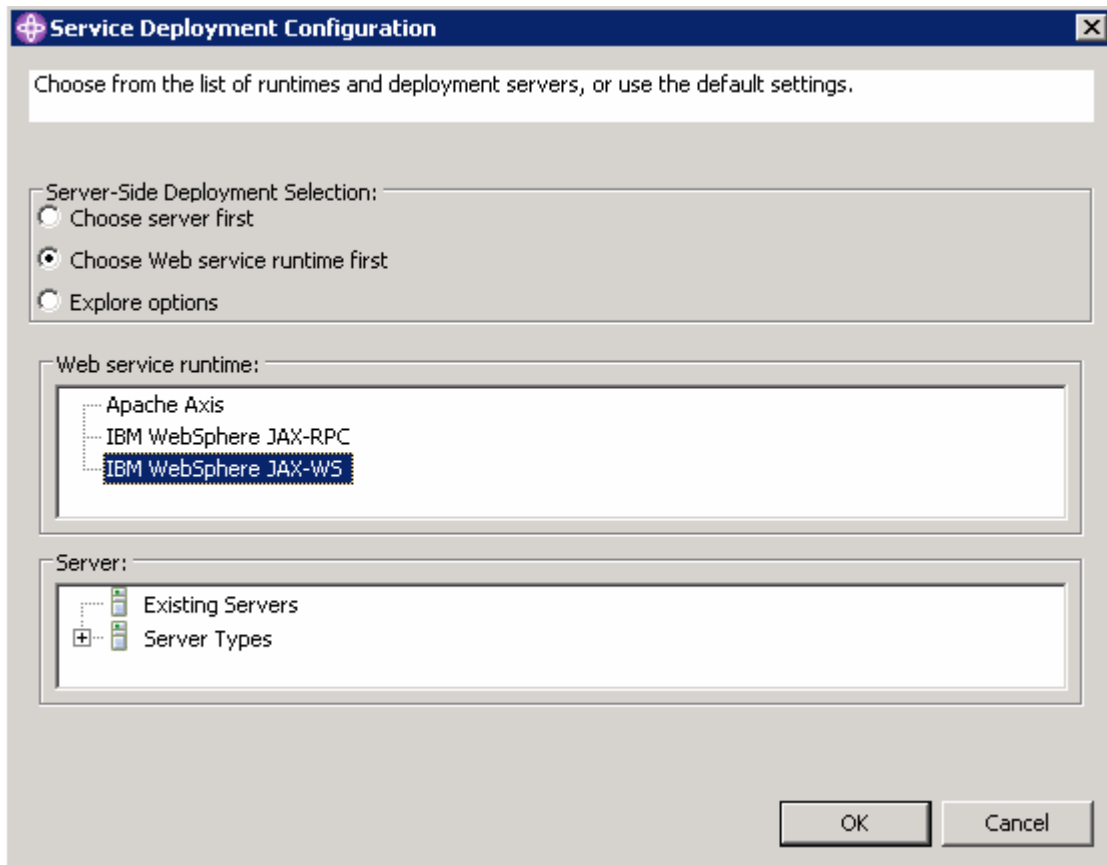 Service Deployment Configuration
Choose from the list of runtimes and deployment servers, or use the default settings.
Server-Side Deployment Selection:
Choose server first
Choose Web service runtime first
Explore options
Web service runtime:
Apache Axis
IBM WebSphere JAX-RPC
IBM WebSphere JAX-WS
Server:
Existing Servers
Server Types
OK Cancel